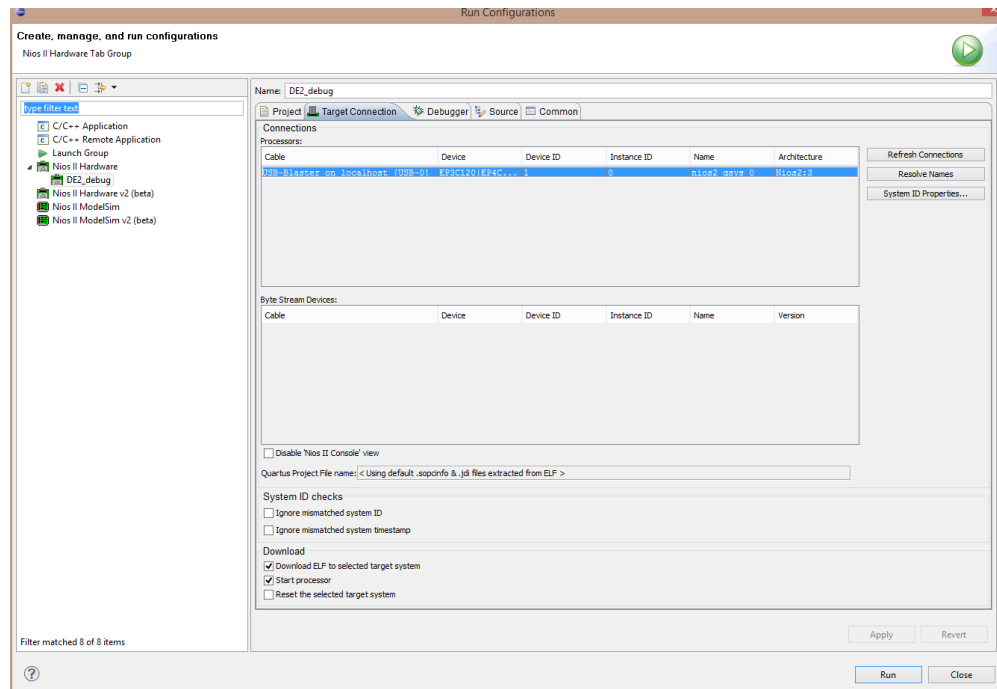 Run Configurations
Create, manage, and run configurations
Nios II Hardware Tab Group
type filter text
C/C++ Application
C/C++ Remote Application
Launch Group
Nios II Hardware
DE2_debug
Nios II Hardware v2 (beta)
Nios II ModelSim
Nios II ModelSim v2 (beta)
Filter matched 8 of 8 items
Name: DE2_debug
Project Target Connection Debugger Source Common
Connections
Processors:
Cable Device Device ID Instance ID Name Architecture
USB-Blaster on localhost [USB-0] EP3C120|EP4C... 1 0 nios2_qsys_0 Nios2:3
Refresh Connections
Resolve Names
System ID Properties...
Byte Stream Devices:
Cable Device Device ID Instance ID Name Version
Disable 'Nios II Console' view
Quartus Project File name: < Using default .sopcinfo & .jdi files extracted from ELF >
System ID checks
Ignore mismatched system ID
Ignore mismatched system timestamp
Download
Download ELF to selected target system
Start processor
Reset the selected target system
Apply Revert
Run Close